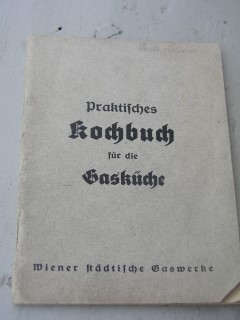 Praktisches
Kochbuch
für die
Gasküche
Wiener städtische Gaswerke